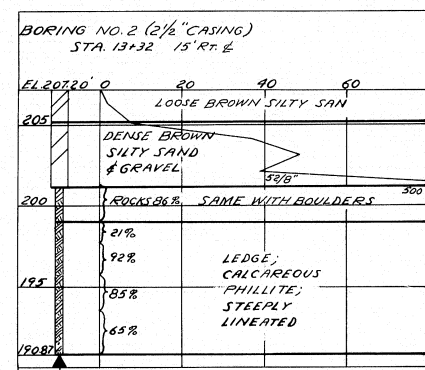 BORING NO. 2 (2½" CASING)
STA. 13+32 15' RT. ℄
EL. 207.20' 0 20 40 60
LOOSE BROWN SILTY SAN
205
DENSE BROWN
SILTY SAND
& GRAVEL
52/8"
500
200 ROCKS 86% SAME WITH BOULDERS
21%
92% LEDGE;
CALCAREOUS
195 PHILLITE;
85% STEEPLY
LINEATED
65%
190.87